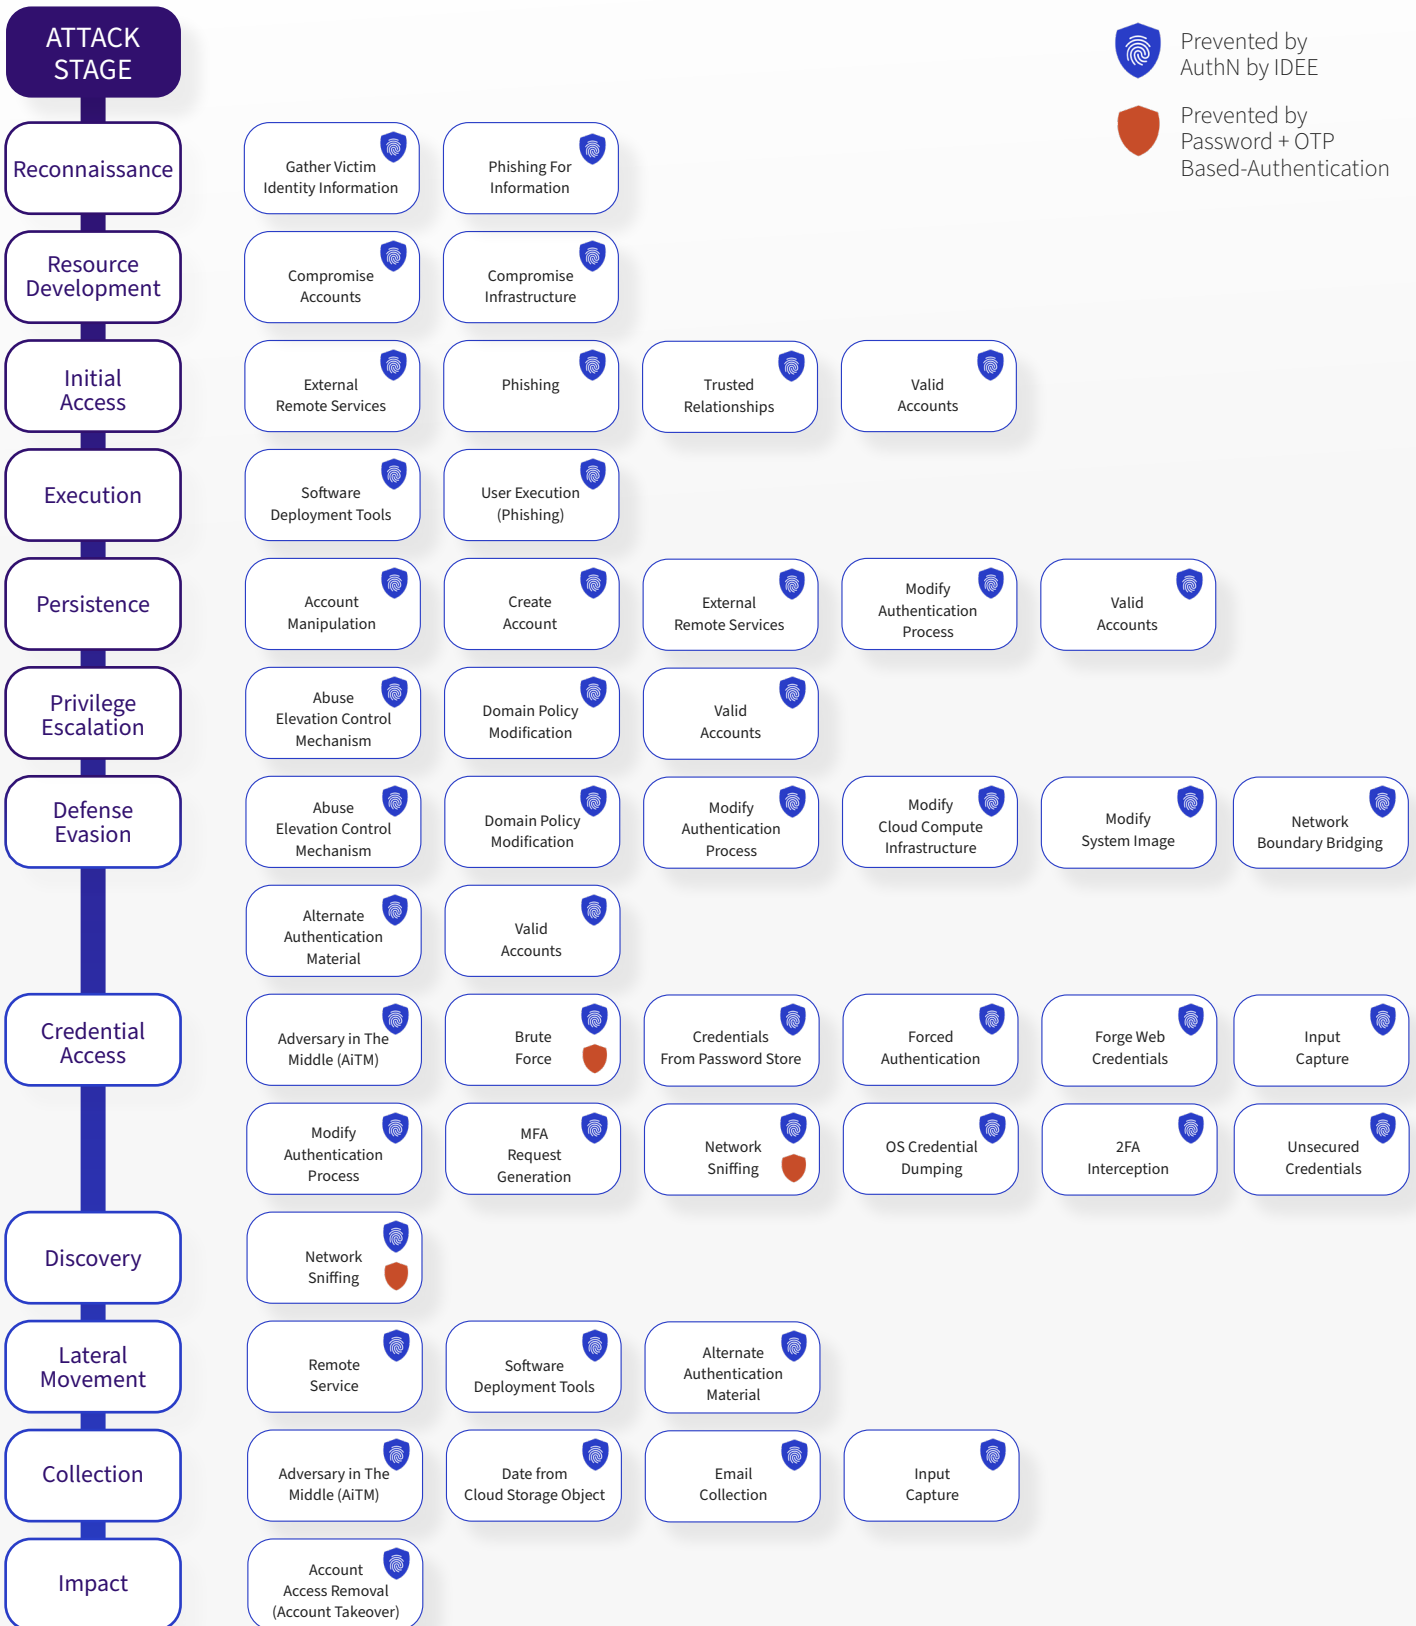 ATTACK
STAGE
Prevented by
AuthN by IDEE
Prevented by
Password + OTP
Based-Authentication
Reconnaissance
Gather Victim
Identity Information
Phishing For
Information
Resource
Development
Compromise
Accounts
Compromise
Infrastructure
Initial
Access
External
Remote Services
Phishing
Trusted
Relationships
Valid
Accounts
Execution
Software
Deployment Tools
User Execution
(Phishing)
Persistence
Account
Manipulation
Create
Account
External
Remote Services
Modify
Authentication
Process
Valid
Accounts
Privilege
Escalation
Abuse
Elevation Control
Mechanism
Domain Policy
Modification
Valid
Accounts
Defense
Evasion
Abuse
Elevation Control
Mechanism
Domain Policy
Modification
Modify
Authentication
Process
Modify
Cloud Compute
Infrastructure
Modify
System Image
Network
Boundary Bridging
Alternate
Authentication
Material
Valid
Accounts
Credential
Access
Adversary in The
Middle (AiTM)
Brute
Force
Credentials
From Password Store
Forced
Authentication
Forge Web
Credentials
Input
Capture
Modify
Authentication
Process
MFA
Request
Generation
Network
Sniffing
OS Credential
Dumping
2FA
Interception
Unsecured
Credentials
Discovery
Network
Sniffing
Lateral
Movement
Remote
Service
Software
Deployment Tools
Alternate
Authentication
Material
Collection
Adversary in The
Middle (AiTM)
Date from
Cloud Storage Object
Email
Collection
Input
Capture
Impact
Account
Access Removal
(Account Takeover)